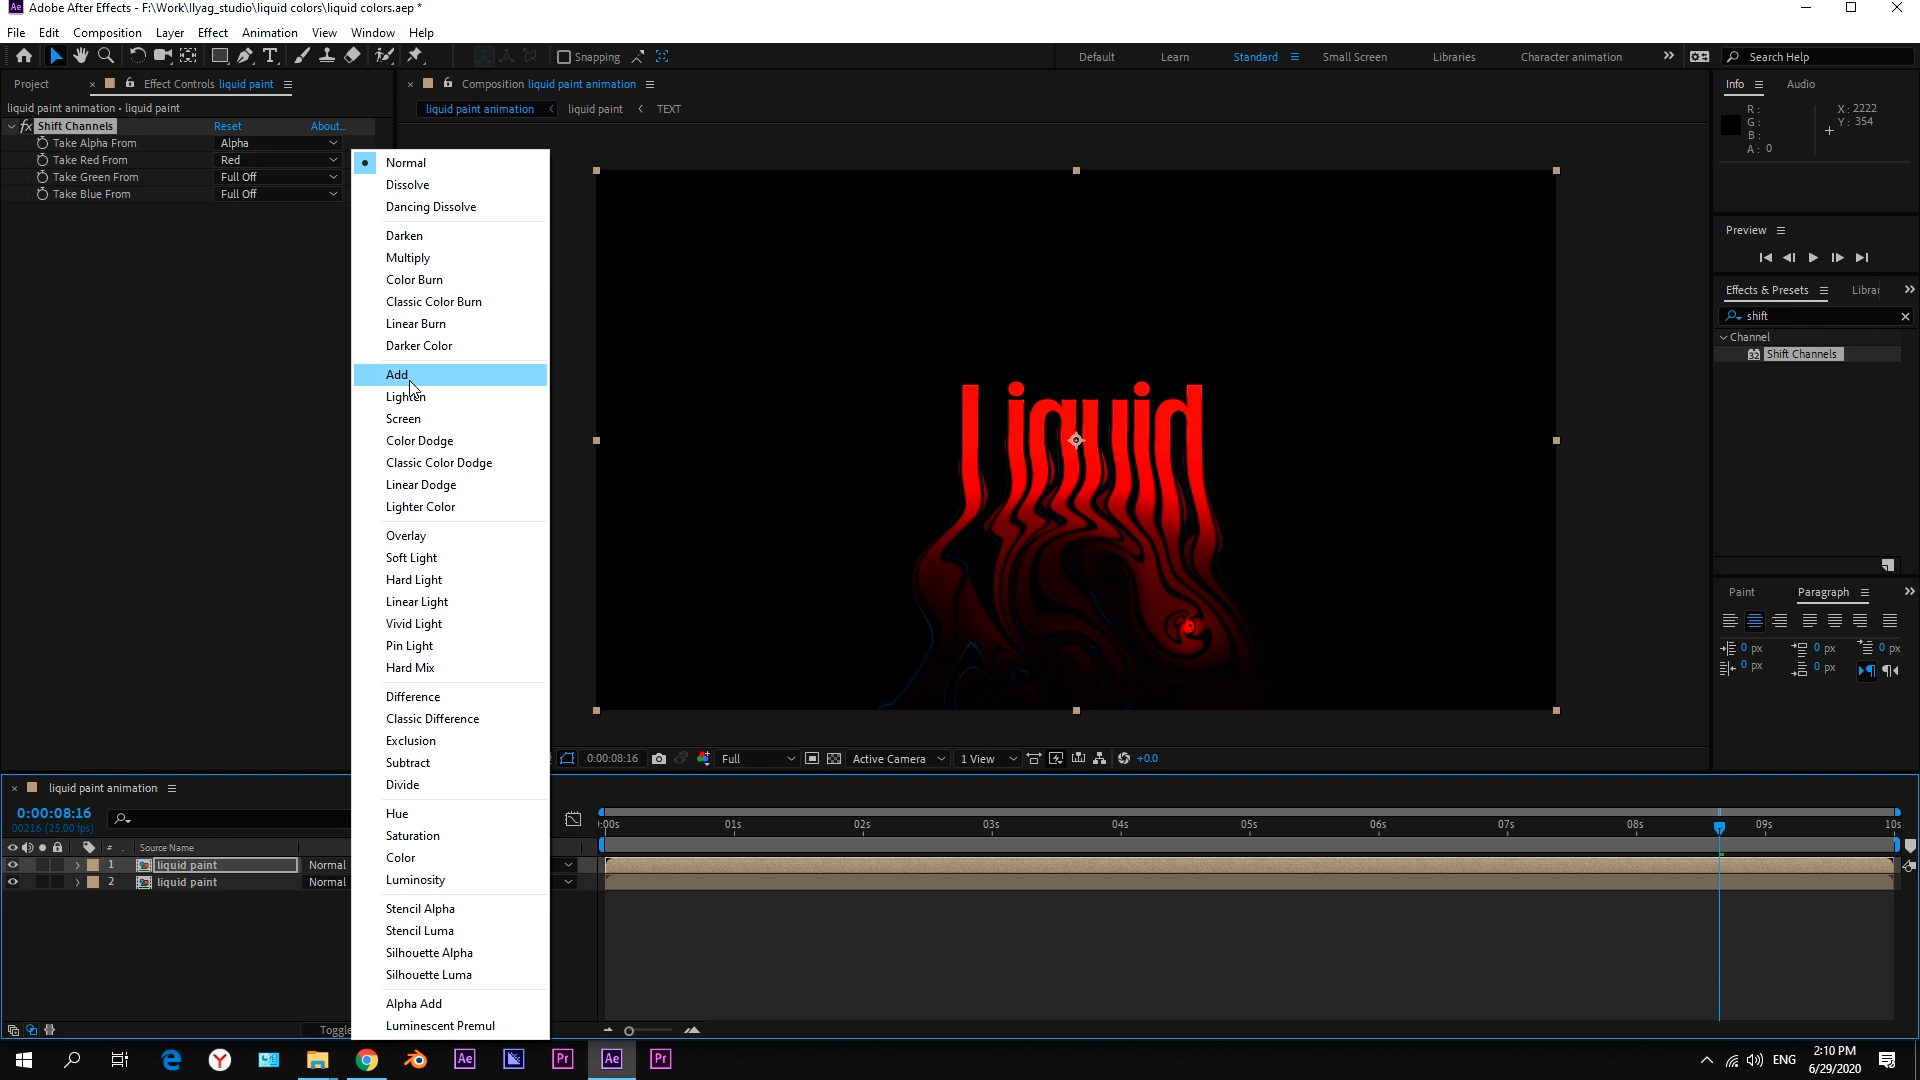 Adobe After Effects - F:\Work\Ilyag_studio\liquid colors\liquid colors.aep *
File Edit Composition Layer Effect Animation View Window Help
Snapping Default Learn Standard Small Screen Libraries Character animation Search Help
Project Effect Controls liquid paint
liquid paint animation • liquid paint
fx Shift Channels Reset About...
Take Alpha From Alpha
Take Red From Red
Take Green From Full Off
Take Blue From Full Off
Composition liquid paint animation
liquid paint animation liquid paint TEXT
Normal
Dissolve
Dancing Dissolve
Darken
Multiply
Color Burn
Classic Color Burn
Linear Burn
Darker Color
Add
Lighten
Screen
Color Dodge
Classic Color Dodge
Linear Dodge
Lighter Color
Overlay
Soft Light
Hard Light
Linear Light
Vivid Light
Pin Light
Hard Mix
Difference
Classic Difference
Exclusion
Subtract
Divide
Hue
Saturation
Color
Luminosity
Stencil Alpha
Stencil Luma
Silhouette Alpha
Silhouette Luma
Alpha Add
Luminescent Premul
Liquid
0:00:08:16 Full Active Camera 1 View +0.0
Info Audio
R: X: 2222
G: Y: 354
B:
A: 0
Preview
Effects & Presets Librar
shift
Channel
32 Shift Channels
Paint Paragraph
0 px 0 px 0 px
0 px 0 px
liquid paint animation
0:00:08:16
00216 (25.00 fps)
:00s 01s 02s 03s 04s 05s 06s 07s 08s 09s 10s
# Source Name
1 liquid paint Normal
2 liquid paint Normal
Toggle
Ae Pr Ae Pr
ENG 2:10 PM
6/29/2020